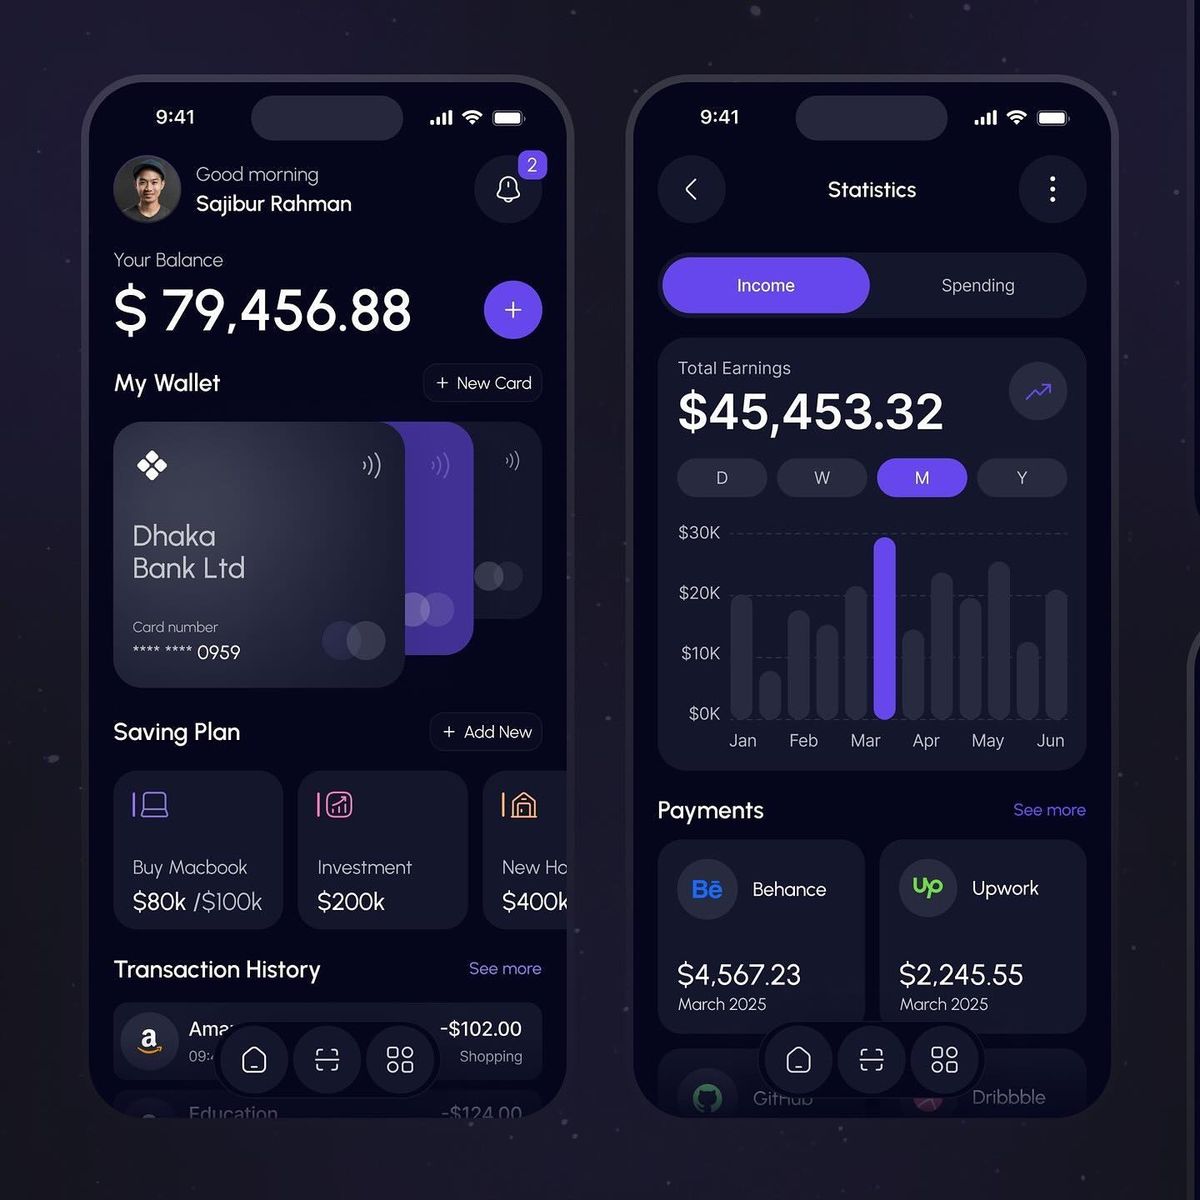 9:41
Good morning
Sajibur Rahman
2
Your Balance
$ 79,456.88
+
My Wallet
+ New Card
Dhaka
Bank Ltd
Card number
**** **** 0959
Saving Plan
+ Add New
Buy Macbook
$80k /$100k
Investment
$200k
New Ho
$400k
Transaction History
See more
a
Ama
-$102.00
09:4
Shopping
Education
-$124.00
9:41
Statistics
Income
Spending
Total Earnings
$45,453.32
D
W
M
Y
$30K
$20K
$10K
$0K
Jan
Feb
Mar
Apr
May
Jun
Payments
See more
Bē
Behance
$4,567.23
March 2025
Up
Upwork
$2,245.55
March 2025
GitHub
Dribbble